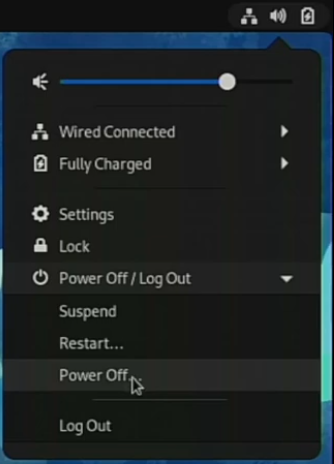 Wired Connected
Fully Charged
Settings
Lock
Power Off / Log Out
Suspend
Restart...
Power Off...
Log Out